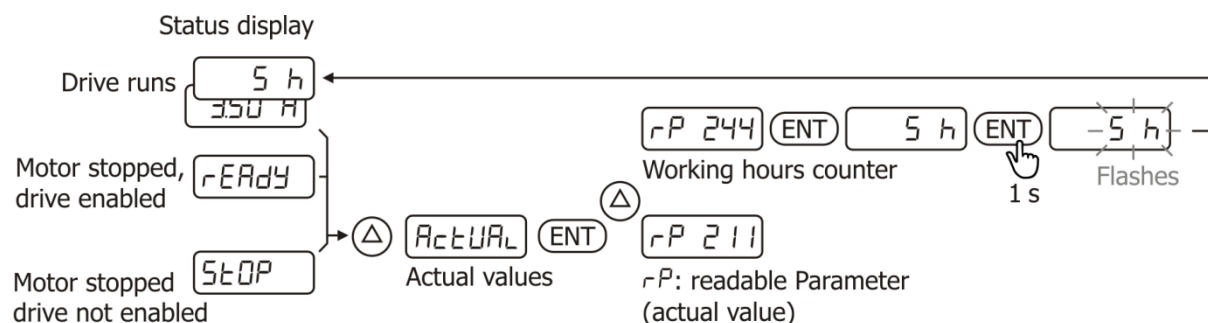 Status display
Drive runs
5 h
3.50 A
rP 244 ENT 5 h ENT 5 h
Working hours counter
Flashes
1 s
Motor stopped,
drive enabled
rEAdY
ActUAL ENT
Actual values
rP 211
rP: readable Parameter
(actual value)
Motor stopped
drive not enabled
StOP